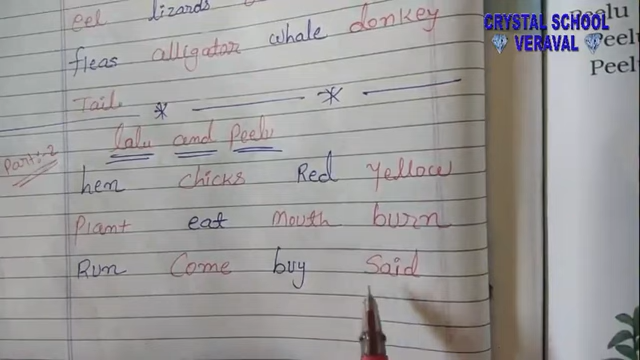 eel lizards
fleas alligator whale donkey
Tail
Part:-2
lalu and Peelu
hen chicks Red Yellow
Plant eat Mouth burn
Run Come buy Said
CRYSTAL SCHOOL
VERAVAL
Peelu
Peelu
Peelu